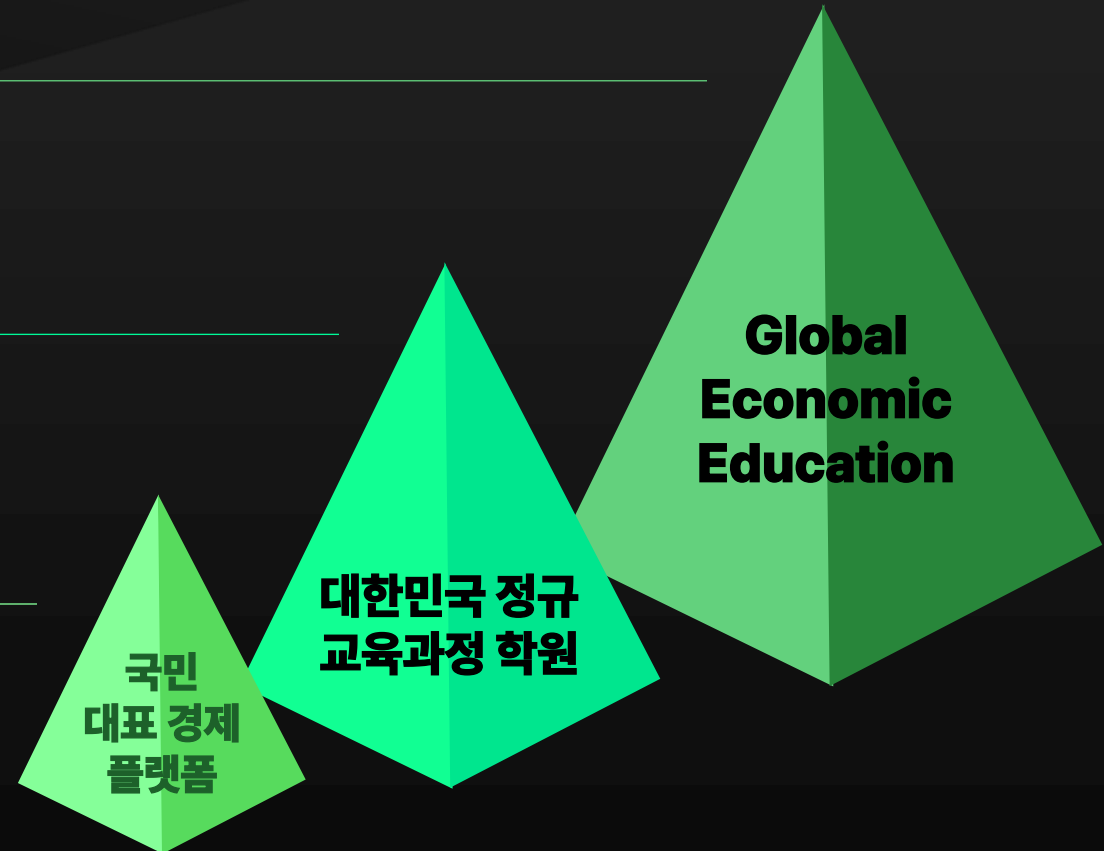 Global
Economic
Education
대한민국 정규
교육과정 학원
국민
대표 경제
플랫폼